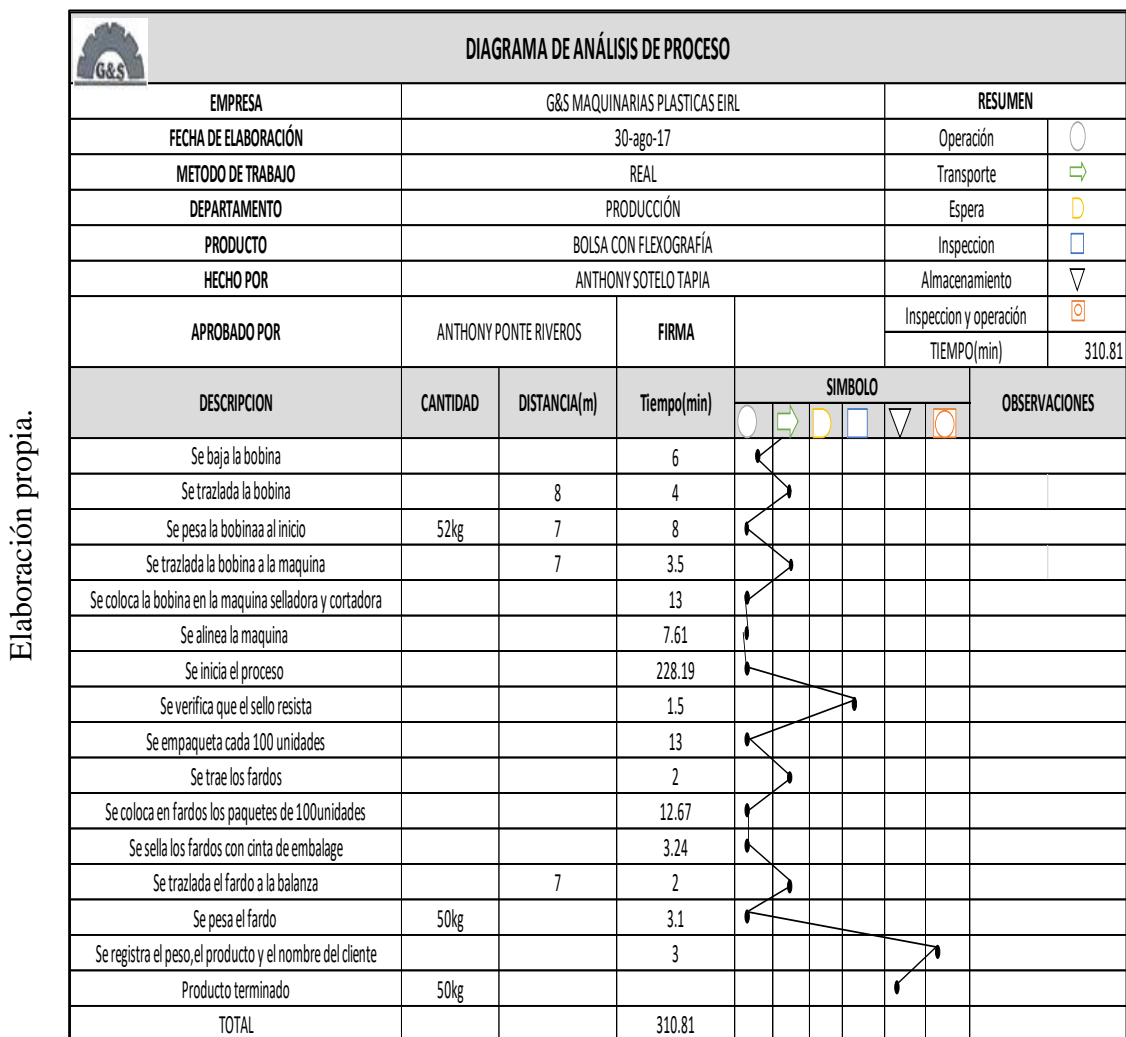 Elaboración propia.
G&S
DIAGRAMA DE ANÁLISIS DE PROCESO
EMPRESA G&S MAQUINARIAS PLASTICAS EIRL RESUMEN
FECHA DE ELABORACIÓN 30-ago-17 Operación
METODO DE TRABAJO REAL Transporte
DEPARTAMENTO PRODUCCIÓN Espera
PRODUCTO BOLSA CON FLEXOGRAFÍA Inspeccion
HECHO POR ANTHONY SOTELO TAPIA Almacenamiento
APROBADO POR ANTHONY PONTE RIVEROS FIRMA Inspeccion y operación
TIEMPO(min) 310.81
DESCRIPCION CANTIDAD DISTANCIA(m) Tiempo(min) SIMBOLO OBSERVACIONES
Se baja la bobina 6
Se trazlada la bobina 8 4
Se pesa la bobinaa al inicio 52kg 7 8
Se trazlada la bobina a la maquina 7 3.5
Se coloca la bobina en la maquina selladora y cortadora 13
Se alinea la maquina 7.61
Se inicia el proceso 228.19
Se verifica que el sello resista 1.5
Se empaqueta cada 100 unidades 13
Se trae los fardos 2
Se coloca en fardos los paquetes de 100unidades 12.67
Se sella los fardos con cinta de embalage 3.24
Se trazlada el fardo a la balanza 7 2
Se pesa el fardo 50kg 3.1
Se registra el peso,el producto y el nombre del cliente 3
Producto terminado 50kg
TOTAL 310.81